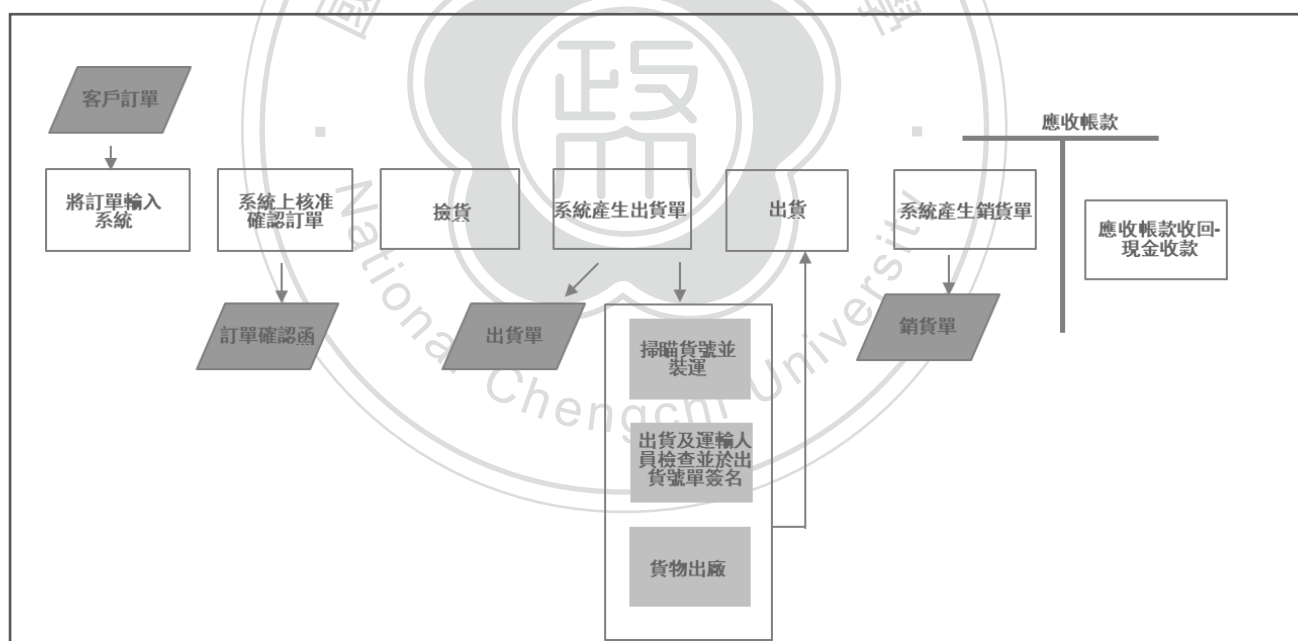 客戶訂單
應收帳款
將訂單輸入
系統
系統上核准
確認訂單
撿貨
系統產生出貨單
出貨
系統產生銷貨單
應收帳款收回-
現金收款
訂單確認函
出貨單
銷貨單
掃瞄貨號並
裝運
出貨及運輸人
員檢查並於出
貨號單簽名
貨物出廠
國
政
National Chengchi University